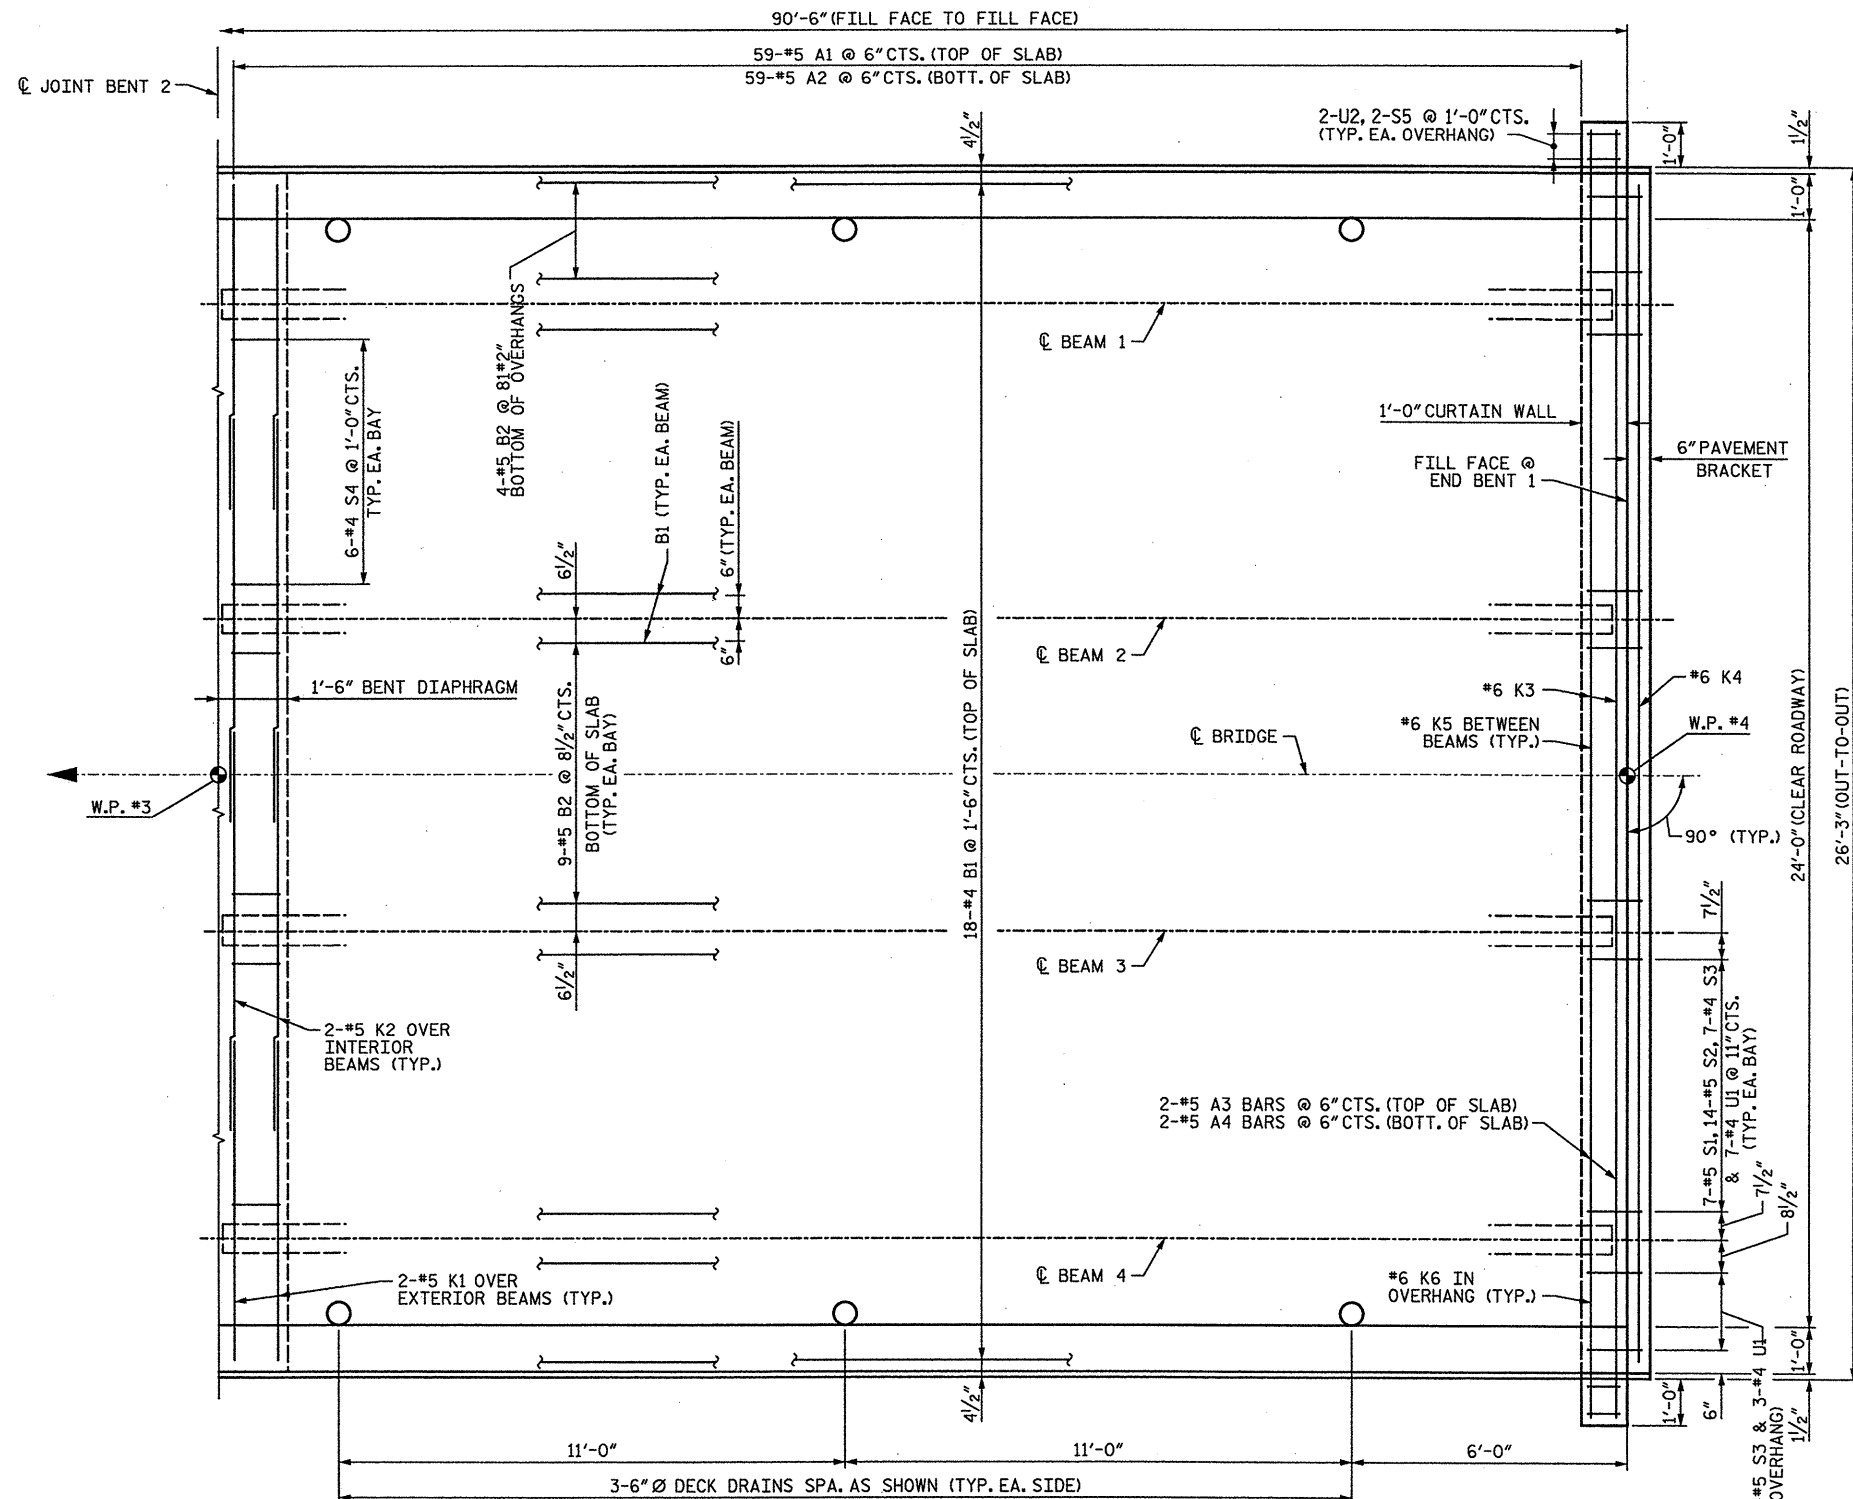 90'-6" (FILL FACE TO FILL FACE)
59-#5 A1 @ 6" CTS. (TOP OF SLAB)
59-#5 A2 @ 6" CTS. (BOTT. OF SLAB)
℄ JOINT BENT 2
4½"
2-U2, 2-S5 @ 1'-0" CTS.
(TYP. EA. OVERHANG)
1'-0"
1½"
1'-0"
4-#5 B2 @ 81#2"
BOTTOM OF OVERHANGS
℄ BEAM 1
6-#4 S4 @ 1'-0" CTS.
TYP. EA. BAY
B1 (TYP. EA. BEAM)
6" (TYP. EA. BEAM)
1'-0" CURTAIN WALL
6" PAVEMENT
BRACKET
FILL FACE @
END BENT 1
6½"
6"
℄ BEAM 2
1'-6" BENT DIAPHRAGM
#6 K3
#6 K4
#6 K5 BETWEEN
BEAMS (TYP.)
W.P. #4
℄ BRIDGE
W.P. #3
9-#5 B2 @ 8½" CTS.
BOTTOM OF SLAB
(TYP. EA. BAY)
18-#4 B1 @ 1'-6" CTS. (TOP OF SLAB)
90° (TYP.)
24'-0" (CLEAR ROADWAY)
26'-3" (OUT-TO-OUT)
6½"
℄ BEAM 3
7½"
2-#5 K2 OVER
INTERIOR
BEAMS (TYP.)
2-#5 A3 BARS @ 6" CTS. (TOP OF SLAB)
2-#5 A4 BARS @ 6" CTS. (BOTT. OF SLAB)
7-#5 S1, 14-#5 S2, 7-#4 S3
& 7-#4 U1 @ 11" CTS.
(TYP. EA. BAY)
7½"
8½"
2-#5 K1 OVER
EXTERIOR BEAMS (TYP.)
℄ BEAM 4
#6 K6 IN
OVERHANG (TYP.)
4½"
1'-0"
6"
#5 S3 & 3-#4 U1
OVERHANG)
1'-0"
1½"
11'-0"
11'-0"
6'-0"
3-6" Ø DECK DRAINS SPA. AS SHOWN (TYP. EA. SIDE)